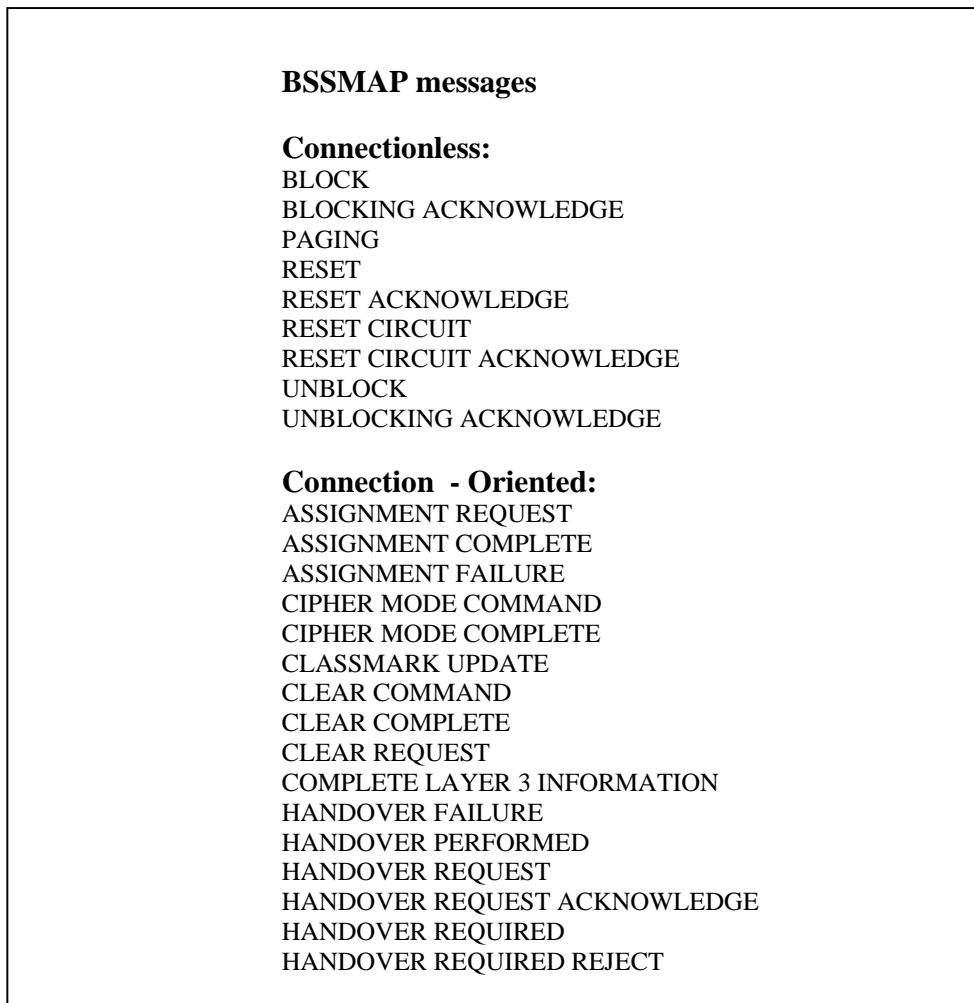 BSSMAP messages
Connectionless:
BLOCK
BLOCKING ACKNOWLEDGE
PAGING
RESET
RESET ACKNOWLEDGE
RESET CIRCUIT
RESET CIRCUIT ACKNOWLEDGE
UNBLOCK
UNBLOCKING ACKNOWLEDGE
Connection  - Oriented:
ASSIGNMENT REQUEST
ASSIGNMENT COMPLETE
ASSIGNMENT FAILURE
CIPHER MODE COMMAND
CIPHER MODE COMPLETE
CLASSMARK UPDATE
CLEAR COMMAND
CLEAR COMPLETE
CLEAR REQUEST
COMPLETE LAYER 3 INFORMATION
HANDOVER FAILURE
HANDOVER PERFORMED
HANDOVER REQUEST
HANDOVER REQUEST ACKNOWLEDGE
HANDOVER REQUIRED
HANDOVER REQUIRED REJECT